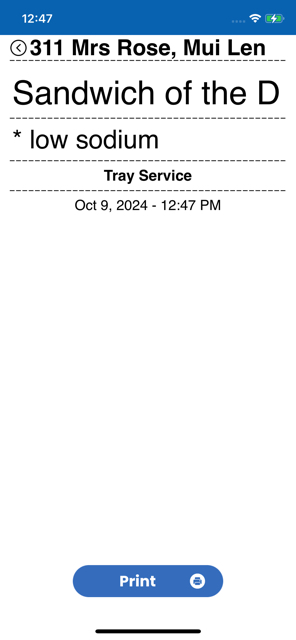 12:47
311 Mrs Rose, Mui Len
Sandwich of the D
* low sodium
Tray Service
Oct 9, 2024 - 12:47 PM
Print